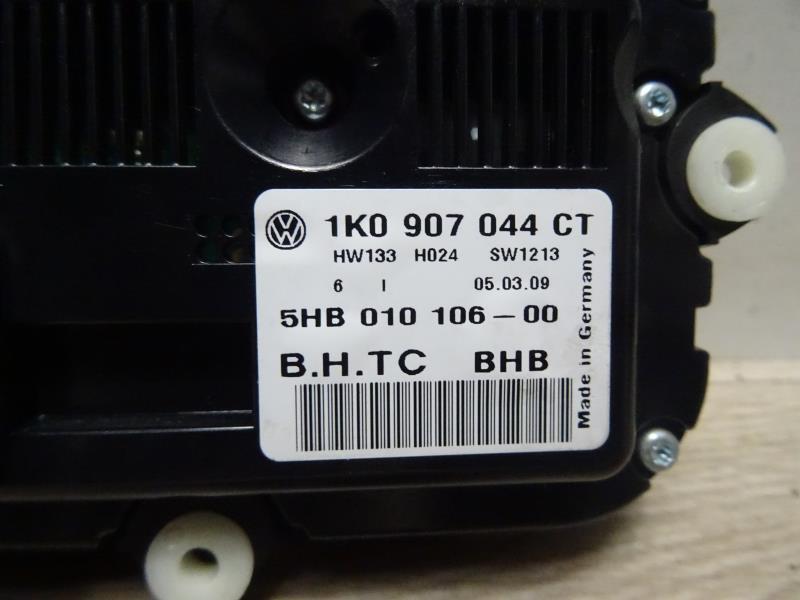 1K0 907 044 CT
HW133 H024 SW1213
6 I 05.03.09
5HB 010 106-00
B.H.TC BHB
Made in Germany